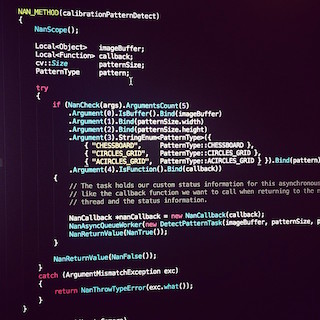 NAN_METHOD(calibrationPatternDetect)
{
NanScope();
Local<Object> imageBuffer;
Local<Function> callback;
cv::Size patternSize;
PatternType pattern;
try
{
if (NanCheck(args).ArgumentsCount(5)
.Argument(0).IsBuffer().Bind(imageBuffer)
.Argument(1).Bind(patternSize.width)
.Argument(2).Bind(patternSize.height)
.Argument(3).StringEnum<PatternType>({
{ "CHESSBOARD", PatternType::CHESSBOARD },
{ "CIRCLES_GRID", PatternType::CIRCLES_GRID },
{ "ACIRCLES_GRID", PatternType::ACIRCLES_GRID } }).Bind(pattern)
.Argument(4).IsFunction().Bind(callback))
{
// The task holds our custom status information for this asynchronous
// like the callback function we want to call when returning to the
// thread and the status information.
NanCallback *nanCallback = new NanCallback(callback);
NanAsyncQueueWorker(new DetectPatternTask(imageBuffer, patternSize,
NanReturnValue(NanTrue());
}
NanReturnValue(NanFalse());
}
catch (ArgumentMismatchException exc)
{
return NanThrowTypeError(exc.what());
}
}